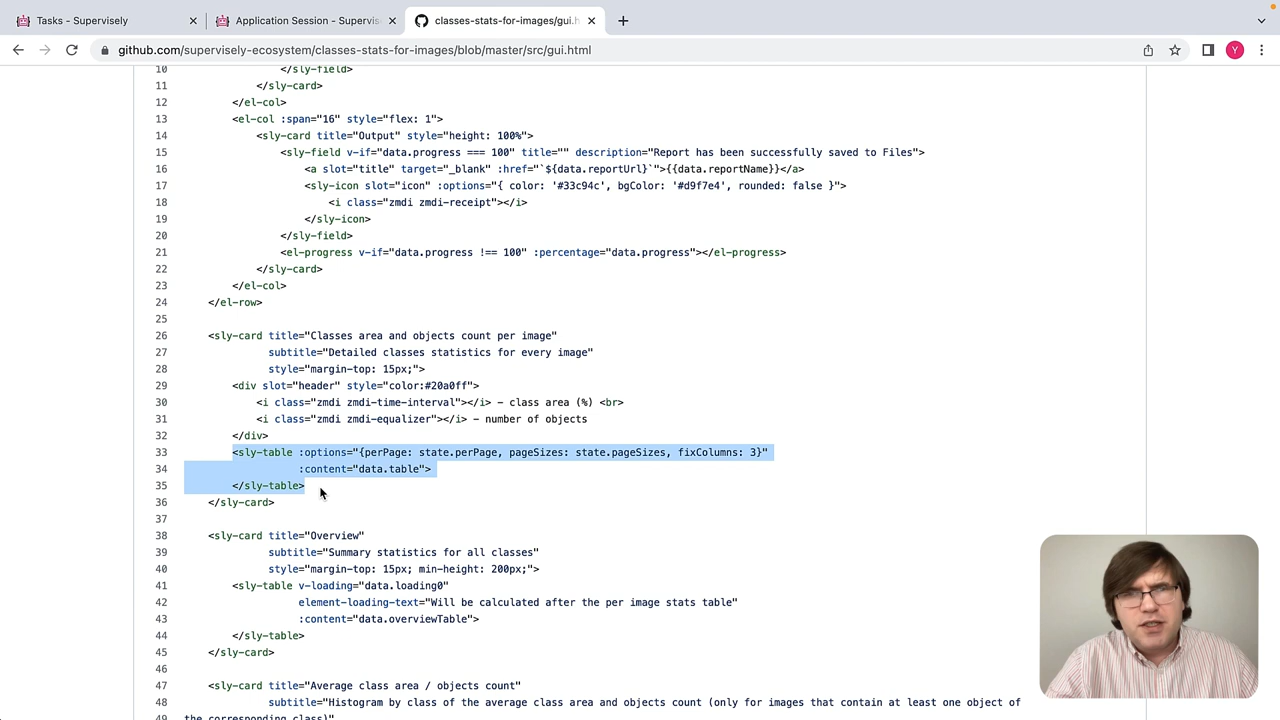 Tasks - Supervisely
Application Session - Supervis
classes-stats-for-images/gui.h
github.com/supervisely-ecosystem/classes-stats-for-images/blob/master/src/gui.html
Y
10 </sly-field>
11 </sly-card>
12 </el-col>
13 <el-col :span="16" style="flex: 1">
14 <sly-card title="Output" style="height: 100%">
15 <sly-field v-if="data.progress === 100" title="" description="Report has been successfully saved to Files">
16 <a slot="title" target="_blank" :href="`${data.reportUrl}`">{{data.reportName}}</a>
17 <sly-icon slot="icon" :options="{ color: '#33c94c', bgColor: '#d9f7e4', rounded: false }">
18 <i class="zmdi zmdi-receipt"></i>
19 </sly-icon>
20 </sly-field>
21 <el-progress v-if="data.progress !== 100" :percentage="data.progress"></el-progress>
22 </sly-card>
23 </el-col>
24 </el-row>
25
26 <sly-card title="Classes area and objects count per image"
27 subtitle="Detailed classes statistics for every image"
28 style="margin-top: 15px;">
29 <div slot="header" style="color:#20a0ff">
30 <i class="zmdi zmdi-time-interval"></i> – class area (%) <br>
31 <i class="zmdi zmdi-equalizer"></i> – number of objects
32 </div>
33 <sly-table :options="{perPage: state.perPage, pageSizes: state.pageSizes, fixColumns: 3}"
34 :content="data.table">
35 </sly-table>
36 </sly-card>
37
38 <sly-card title="Overview"
39 subtitle="Summary statistics for all classes"
40 style="margin-top: 15px; min-height: 200px;">
41 <sly-table v-loading="data.loading0"
42 element-loading-text="Will be calculated after the per image stats table"
43 :content="data.overviewTable">
44 </sly-table>
45 </sly-card>
46
47 <sly-card title="Average class area / objects count"
48 subtitle="Histogram by class of the average class area and objects count (only for images that contain at least one object of
the corresponding class)"
49